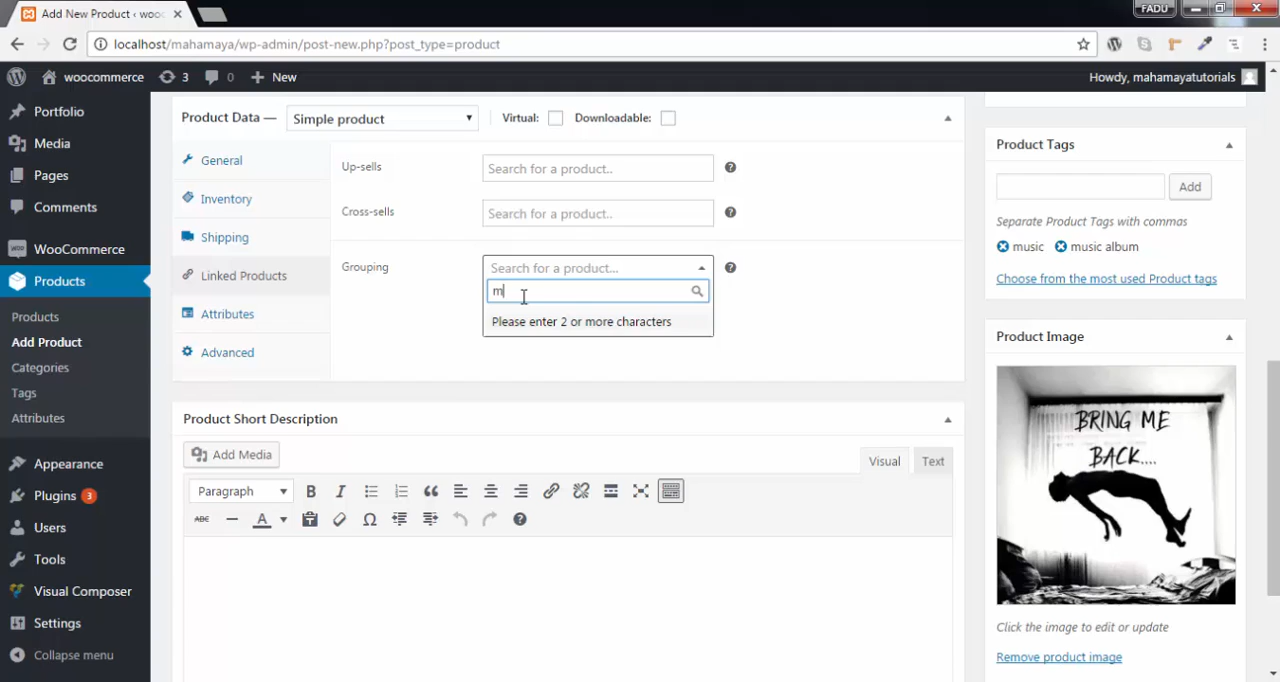 Add New Product ‹ wooc
FADU
localhost/mahamaya/wp-admin/post-new.php?post_type=product
woocommerce 3 0 New
Howdy, mahamayatutorials
Portfolio
Media
Pages
Comments
WooCommerce
Products
Products
Add Product
Categories
Tags
Attributes
Appearance
Plugins 3
Users
Tools
Visual Composer
Settings
Collapse menu
Product Data — Simple product Virtual: Downloadable:
General
Inventory
Shipping
Linked Products
Attributes
Advanced
Up-sells Search for a product..
Cross-sells Search for a product..
Grouping Search for a product...
m
Please enter 2 or more characters
Product Short Description
Add Media
Visual Text
Paragraph B I
ABC A Ω
Product Tags
Add
Separate Product Tags with commas
music music album
Choose from the most used Product tags
Product Image
BRING ME
BACK....
Click the image to edit or update
Remove product image